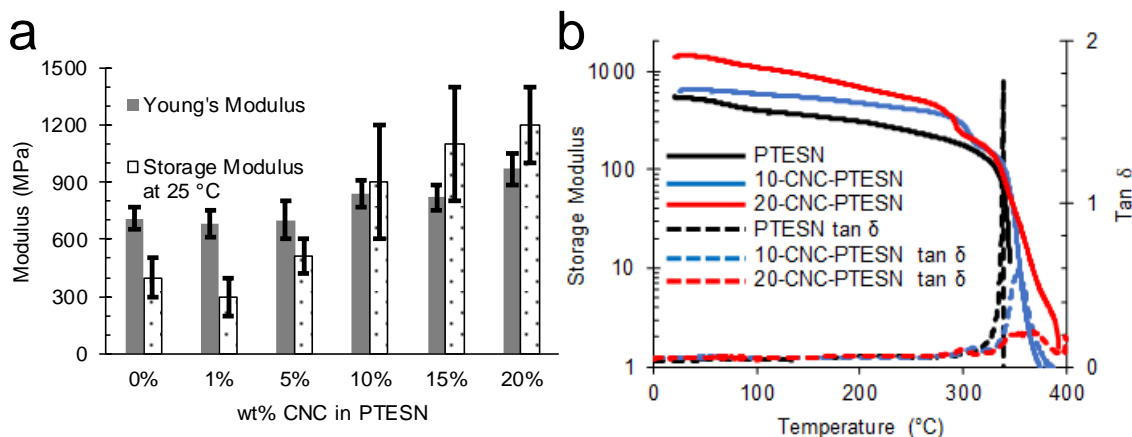 a
1500
1200
900
600
300
0
Modulus (MPa)
Young's Modulus
Storage Modulus
at 25 °C
0% 1% 5% 10% 15% 20%
wt% CNC in PTESN
b
1000
100
10
1
Storage Modulus
PTESN
10-CNC-PTESN
20-CNC-PTESN
PTESN tan δ
10-CNC-PTESN tan δ
20-CNC-PTESN tan δ
2
1
0
Tan δ
0 100 200 300 400
Temperature (°C)